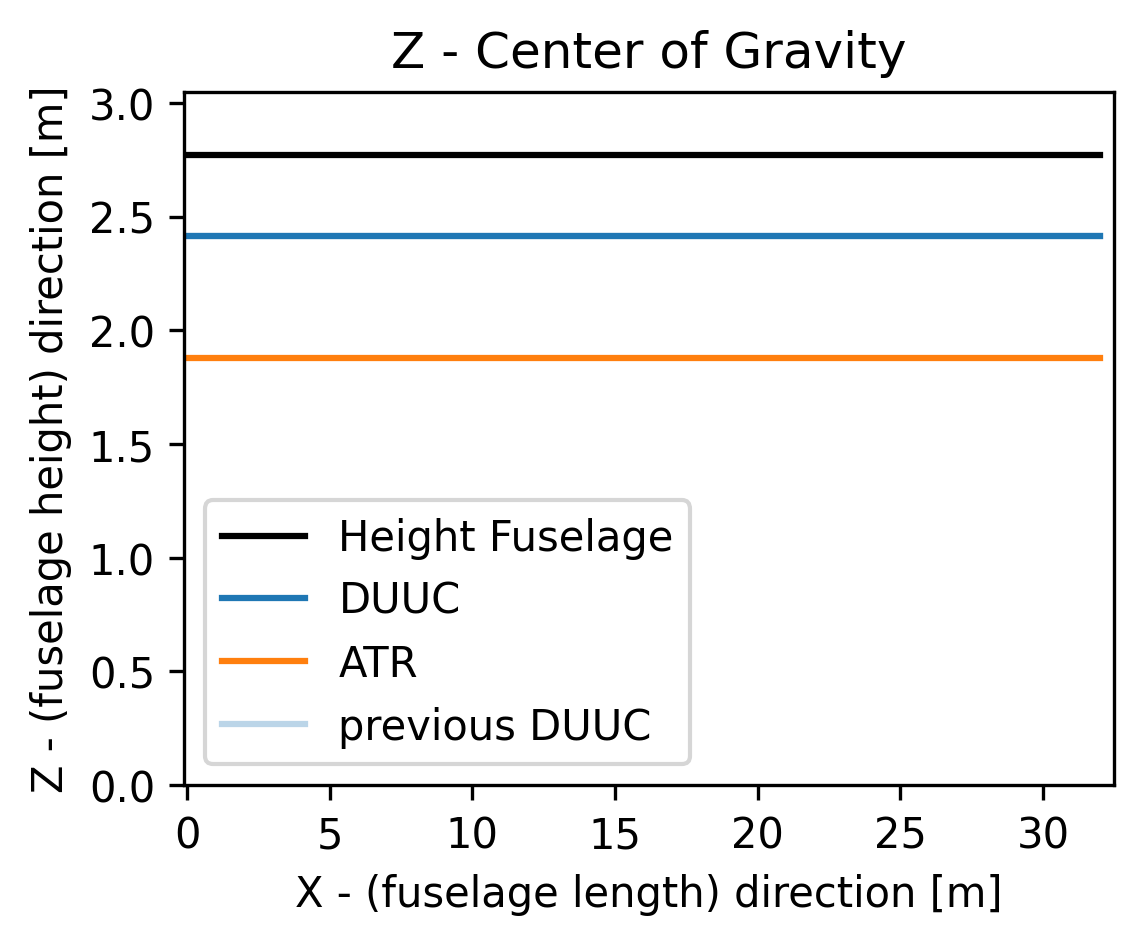 Z - Center of Gravity
Z - (fuselage height) direction [m]
3.0
2.5
2.0
1.5
1.0
0.5
0.0
Height Fuselage
DUUC
ATR
previous DUUC
0 5 10 15 20 25 30
X - (fuselage length) direction [m]